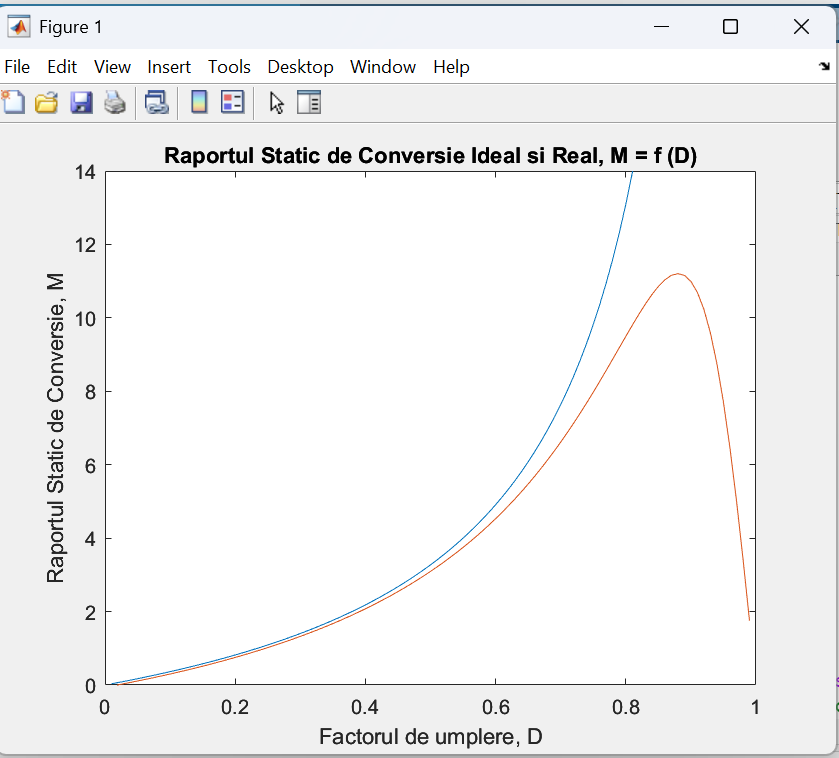 Figure 1
File Edit View Insert Tools Desktop Window Help
Raportul Static de Conversie Ideal si Real, M = f (D)
Raportul Static de Conversie, M
14
12
10
8
6
4
2
0
0 0.2 0.4 0.6 0.8 1
Factorul de umplere, D